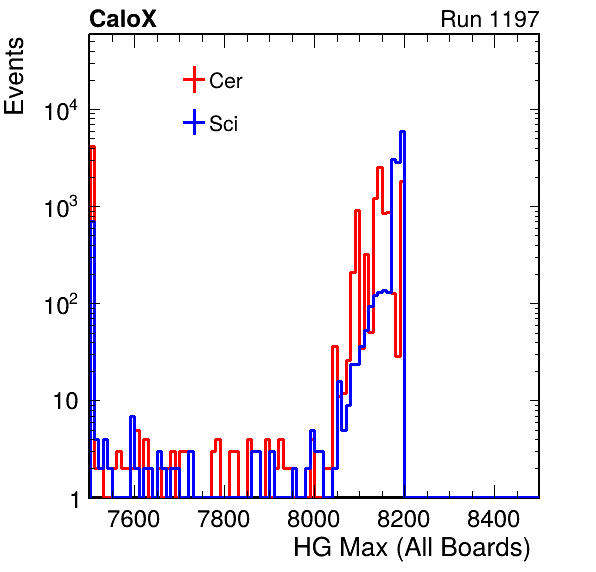 CaloX Run 1197
Events
Cer
Sci
10^4
10^3
10^2
10
1
7600 7800 8000 8200 8400
HG Max (All Boards)